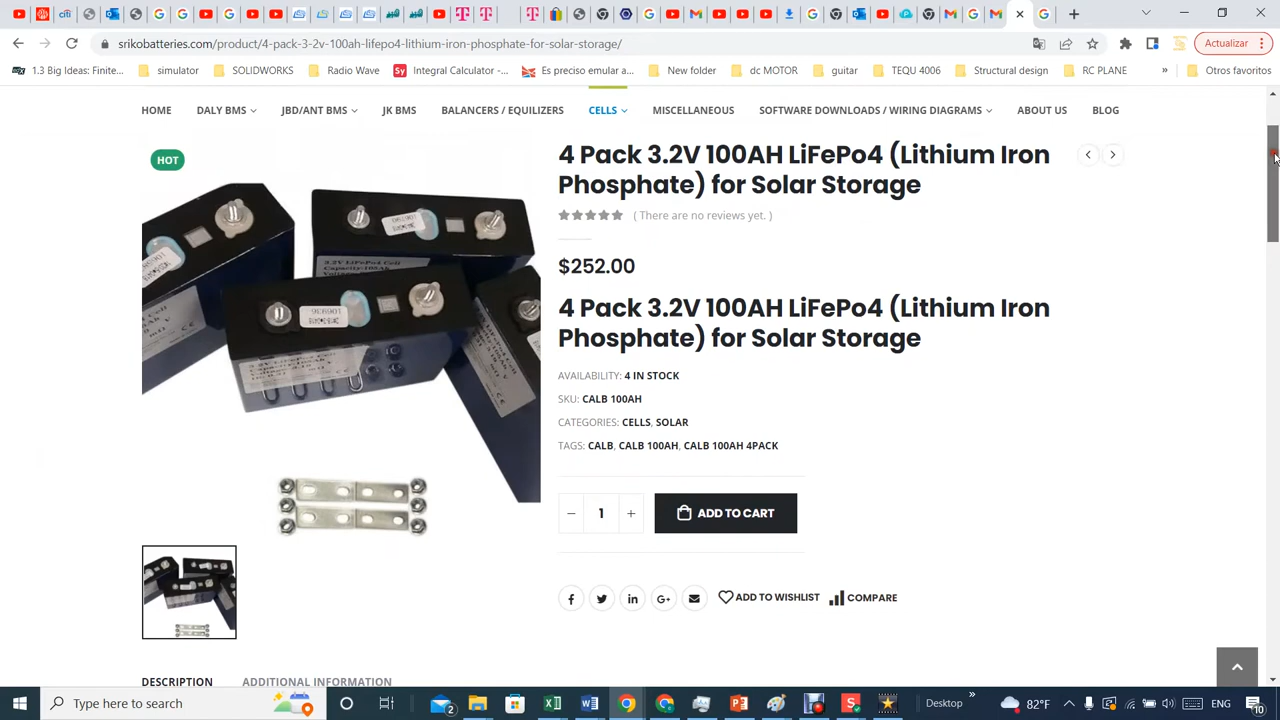 srikobatteries.com/product/4-pack-3-2v-100ah-lifepo4-lithium-iron-phosphate-for-solar-storage/
Actualizar
1.3 Big Ideas: Finite...
simulator
SOLIDWORKS
Radio Wave
Integral Calculator -...
Es preciso emular a...
New folder
dc MOTOR
guitar
TEQU 4006
Structural design
RC PLANE
»
Otros favoritos
HOME
DALY BMS
JBD/ANT BMS
JK BMS
BALANCERS / EQUILIZERS
CELLS
MISCELLANEOUS
SOFTWARE DOWNLOADS / WIRING DIAGRAMS
ABOUT US
BLOG
HOT
4 Pack 3.2V 100AH LiFePo4 (Lithium Iron
Phosphate) for Solar Storage
( There are no reviews yet. )
$252.00
4 Pack 3.2V 100AH LiFePo4 (Lithium Iron
Phosphate) for Solar Storage
AVAILABILITY: 4 IN STOCK
SKU: CALB 100AH
CATEGORIES: CELLS, SOLAR
TAGS: CALB, CALB 100AH, CALB 100AH 4PACK
1
ADD TO CART
ADD TO WISHLIST
COMPARE
DESCRIPTION
ADDITIONAL INFORMATION
Type here to search
Desktop
»
82°F
ENG